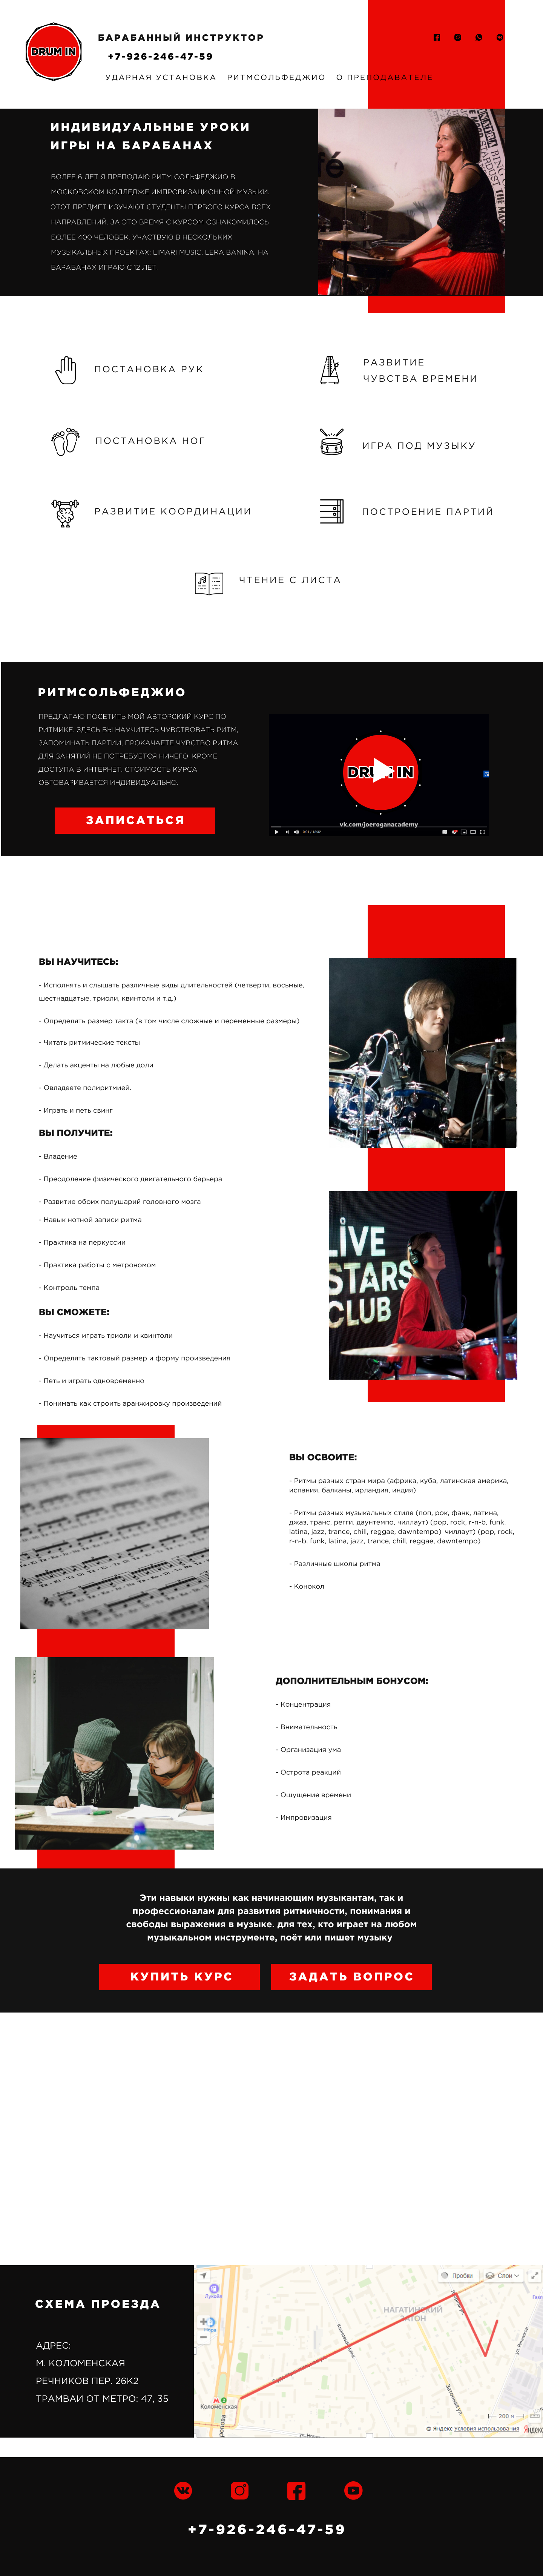 DRUM IN
БАРАБАННЫЙ ИНСТРУКТОР
+7-926-246-47-59
УДАРНАЯ УСТАНОВКА РИТМСОЛЬФЕДЖИО О ПРЕПОДАВАТЕЛЕ
ИНДИВИДУАЛЬНЫЕ УРОКИ
ИГРЫ НА БАРАБАНАХ
БОЛЕЕ 6 ЛЕТ Я ПРЕПОДАЮ РИТМ СОЛЬФЕДЖИО В
МОСКОВСКОМ КОЛЛЕДЖЕ ИМПРОВИЗАЦИОННОЙ МУЗЫКИ.
ЭТОТ ПРЕДМЕТ ИЗУЧАЮТ СТУДЕНТЫ ПЕРВОГО КУРСА ВСЕХ
НАПРАВЛЕНИЙ. ЗА ЭТО ВРЕМЯ С КУРСОМ ОЗНАКОМИЛОСЬ
БОЛЕЕ 400 ЧЕЛОВЕК. УЧАСТВУЮ В НЕСКОЛЬКИХ
МУЗЫКАЛЬНЫХ ПРОЕКТАХ: LIMARI MUSIC, LERA BANINA, НА
БАРАБАНАХ ИГРАЮ С 12 ЛЕТ.
fé
ПОСТАНОВКА РУК
РАЗВИТИЕ
ЧУВСТВА ВРЕМЕНИ
ПОСТАНОВКА НОГ
ИГРА ПОД МУЗЫКУ
РАЗВИТИЕ КООРДИНАЦИИ
ПОСТРОЕНИЕ ПАРТИЙ
ЧТЕНИЕ С ЛИСТА
РИТМСОЛЬФЕДЖИО
ПРЕДЛАГАЮ ПОСЕТИТЬ МОЙ АВТОРСКИЙ КУРС ПО
РИТМИКЕ. ЗДЕСЬ ВЫ НАУЧИТЕСЬ ЧУВСТВОВАТЬ РИТМ,
ЗАПОМИНАТЬ ПАРТИИ, ПРОКАЧАЕТЕ ЧУВСТВО РИТМА.
ДЛЯ ЗАНЯТИЙ НЕ ПОТРЕБУЕТСЯ НИЧЕГО, КРОМЕ
ДОСТУПА В ИНТЕРНЕТ. СТОИМОСТЬ КУРСА
ОБГОВАРИВАЕТСЯ ИНДИВИДУАЛЬНО.
ЗАПИСАТЬСЯ
DRUM IN
vk.com/joeroganacademy
ВЫ НАУЧИТЕСЬ:
- Исполнять и слышать различные виды длительностей (четверти, восьмые,
шестнадцатые, триоли, квинтоли и т.д.)
- Определять размер такта (в том числе сложные и переменные размеры)
- Читать ритмические тексты
- Делать акценты на любые доли
- Овладеете полиритмией.
- Играть и петь свинг
ВЫ ПОЛУЧИТЕ:
- Владение
- Преодоление физического двигательного барьера
- Развитие обоих полушарий головного мозга
- Навык нотной записи ритма
- Практика на перкуссии
- Практика работы с метрономом
- Контроль темпа
LIVE
STARS
CLUB
ВЫ СМОЖЕТЕ:
- Научиться играть триоли и квинтоли
- Определять тактовый размер и форму произведения
- Петь и играть одновременно
- Понимать как строить аранжировку произведений
ВЫ ОСВОИТЕ:
- Ритмы разных стран мира (африка, куба, латинская америка,
испания, балканы, ирландия, индия)
- Ритмы разных музыкальных стиле (поп, рок, фанк, латина,
джаз, транс, регги, даунтемпо, чиллаут) (pop, rock, r-n-b, funk,
latina, jazz, trance, chill, reggae, dawntempo) чиллаут) (pop, rock,
r-n-b, funk, latina, jazz, trance, chill, reggae, dawntempo)
- Различные школы ритма
- Конокол
ДОПОЛНИТЕЛЬНЫМ БОНУСОМ:
- Концентрация
- Внимательность
- Организация ума
- Острота реакций
- Ощущение времени
- Импровизация
Эти навыки нужны как начинающим музыкантам, так и
профессионалам для развития ритмичности, понимания и
свободы выражения в музыке. для тех, кто играет на любом
музыкальном инструменте, поёт или пишет музыку
КУПИТЬ КУРС ЗАДАТЬ ВОПРОС
СХЕМА ПРОЕЗДА
АДРЕС:
М. КОЛОМЕНСКАЯ
РЕЧНИКОВ ПЕР. 26К2
ТРАМВАИ ОТ МЕТРО: 47, 35
Пробки Слои
НАГАТИНСКИЙ
ЗАТОН
Затонная ул.
Коломенская
200 м
© Яндекс Условия использования
+7-926-246-47-59